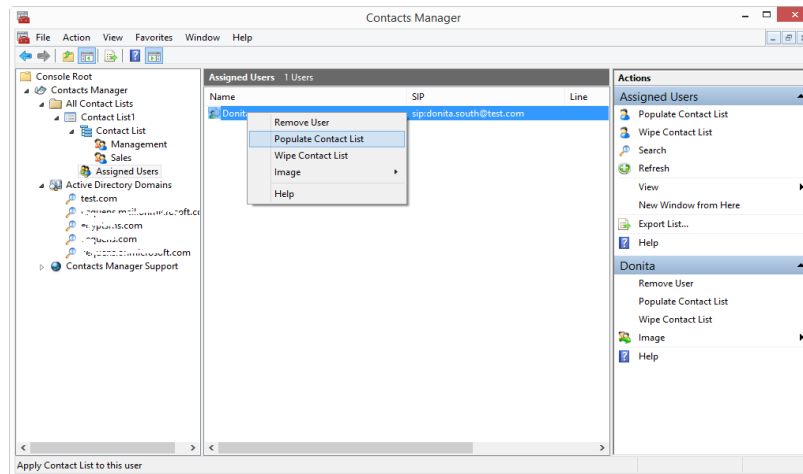 Contacts Manager
File Action View Favorites Window Help
Console Root
Contacts Manager
All Contact Lists
Contact List1
Contact List
Management
Sales
Assigned Users
Active Directory Domains
test.com
Contacts Manager Support
Assigned Users 1 Users
Name SIP Line
Donita sip:donita.south@test.com
Remove User
Populate Contact List
Wipe Contact List
Image
Help
Actions
Assigned Users
Populate Contact List
Wipe Contact List
Search
Refresh
View
New Window from Here
Export List...
Help
Donita
Remove User
Populate Contact List
Wipe Contact List
Image
Help
Apply Contact List to this user